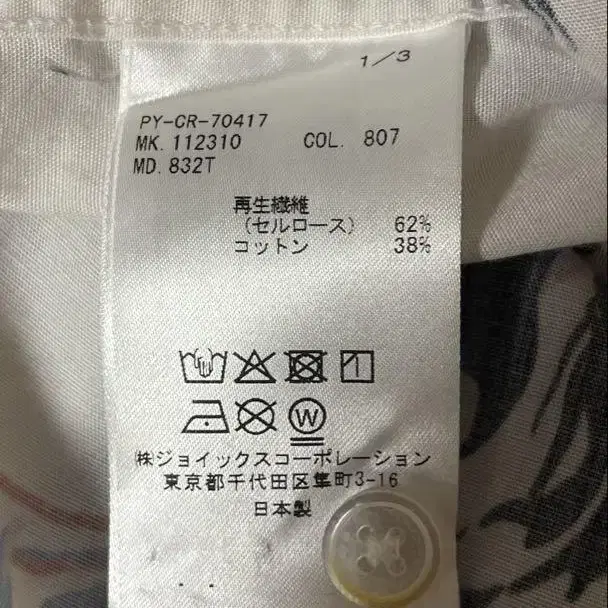 1/3
PY-CR-70417
MK. 112310 COL. 807
MD. 832T
再生繊維
(セルロース) 62%
コットン 38%
W
㈱ジョイックスコーポレーション
東京都千代田区隼町3-16
日本製